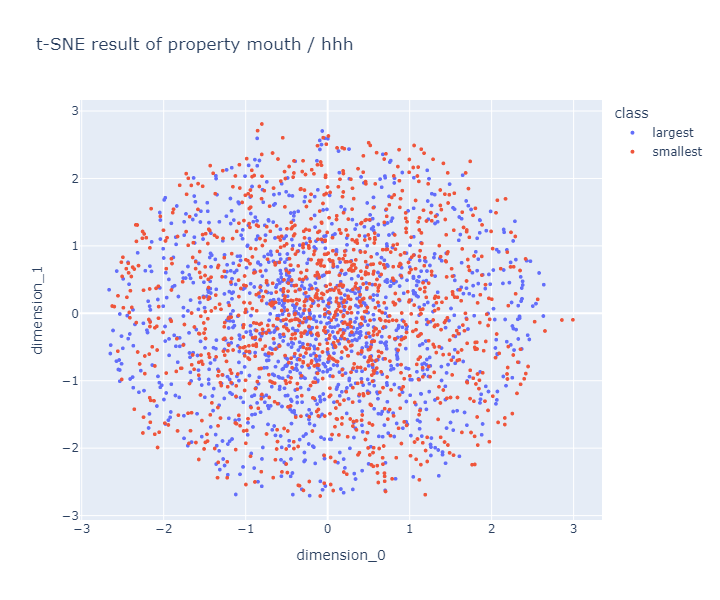 t-SNE result of property mouth / hhh
class
largest
smallest
dimension_1
3
2
1
0
−1
−2
−3
−3
−2
−1
0
1
2
3
dimension_0